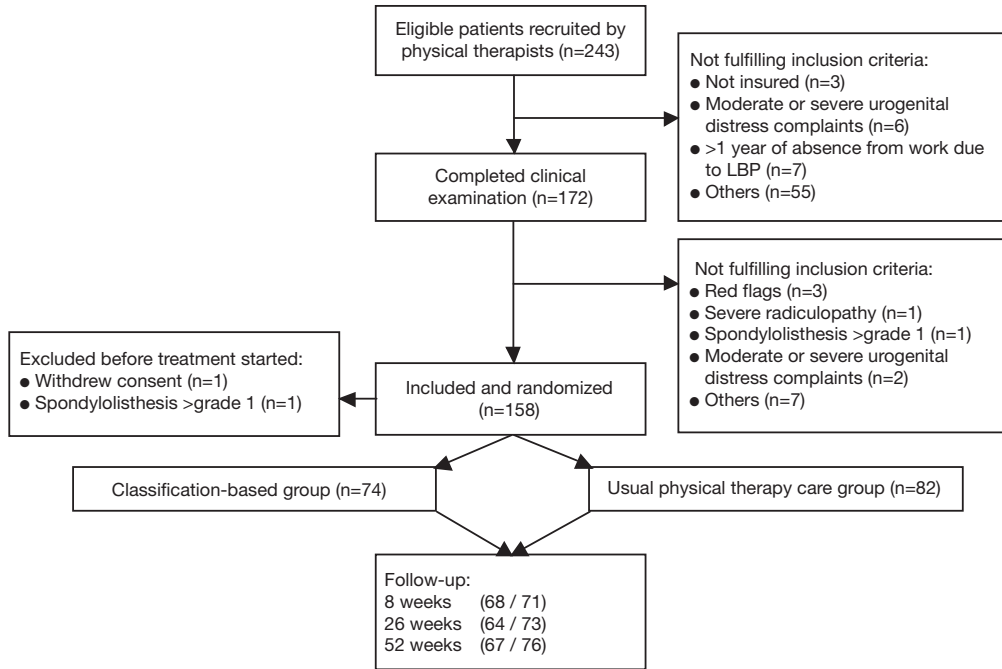 Eligible patients recruited by
physical therapists (n=243)
Not fulfilling inclusion criteria:
● Not insured (n=3)
● Moderate or severe urogenital
distress complaints (n=6)
● >1 year of absence from work due
to LBP (n=7)
● Others (n=55)
Completed clinical
examination (n=172)
Not fulfilling inclusion criteria:
● Red flags (n=3)
● Severe radiculopathy (n=1)
● Spondylolisthesis >grade 1 (n=1)
● Moderate or severe urogenital
distress complaints (n=2)
● Others (n=7)
Excluded before treatment started:
● Withdrew consent (n=1)
● Spondylolisthesis >grade 1 (n=1)
Included and randomized
(n=158)
Classification-based group (n=74)
Usual physical therapy care group (n=82)
Follow-up:
8 weeks (68 / 71)
26 weeks (64 / 73)
52 weeks (67 / 76)